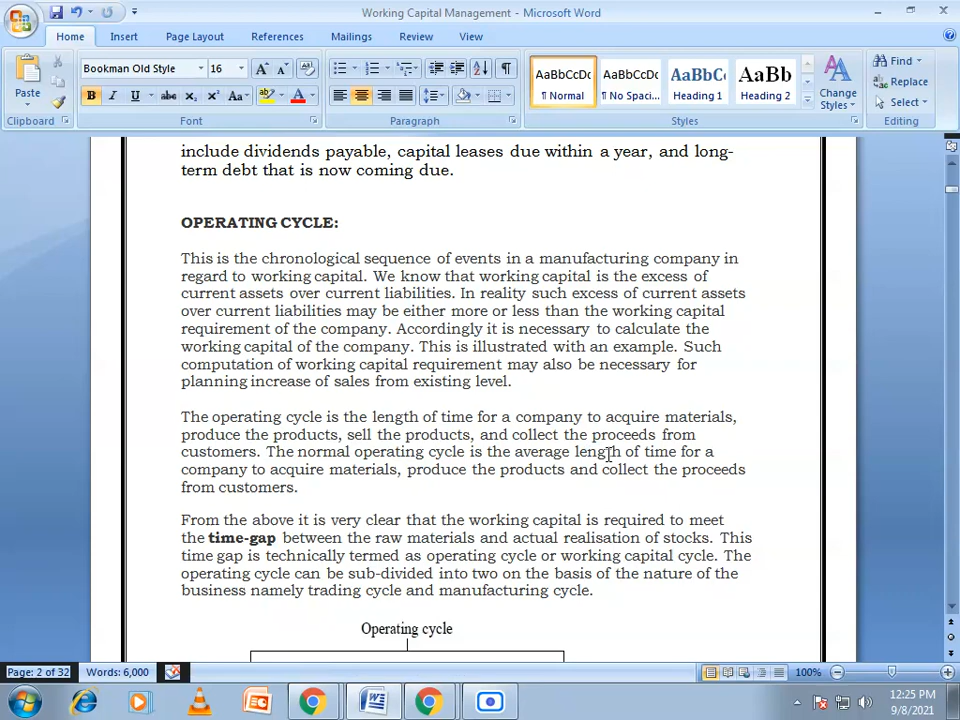 Working Capital Management - Microsoft Word
Home Insert Page Layout References Mailings Review View
Paste
Clipboard
Bookman Old Style 16
B I U abc X₂ X² Aa
Font
Paragraph
AaBbCcDc AaBbCcDc AaBbC AaBb
¶ Normal ¶ No Spaci... Heading 1 Heading 2
Change Styles
Styles
Find
Replace
Select
Editing
include dividends payable, capital leases due within a year, and long-
term debt that is now coming due.
OPERATING CYCLE:
This is the chronological sequence of events in a manufacturing company in
regard to working capital. We know that working capital is the excess of
current assets over current liabilities. In reality such excess of current assets
over current liabilities may be either more or less than the working capital
requirement of the company. Accordingly it is necessary to calculate the
working capital of the company. This is illustrated with an example. Such
computation of working capital requirement may also be necessary for
planning increase of sales from existing level.
The operating cycle is the length of time for a company to acquire materials,
produce the products, sell the products, and collect the proceeds from
customers. The normal operating cycle is the average length of time for a
company to acquire materials, produce the products and collect the proceeds
from customers.
From the above it is very clear that the working capital is required to meet
the time-gap between the raw materials and actual realisation of stocks. This
time gap is technically termed as operating cycle or working capital cycle. The
operating cycle can be sub-divided into two on the basis of the nature of the
business namely trading cycle and manufacturing cycle.
Operating cycle
Page: 2 of 32 Words: 6,000 100%
12:25 PM
9/8/2021